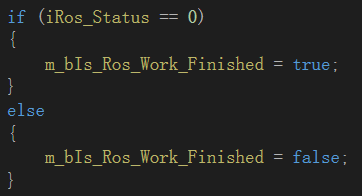 if (iRos_Status == 0)
{
    m_bIs_Ros_Work_Finished = true;
}
else
{
    m_bIs_Ros_Work_Finished = false;
}